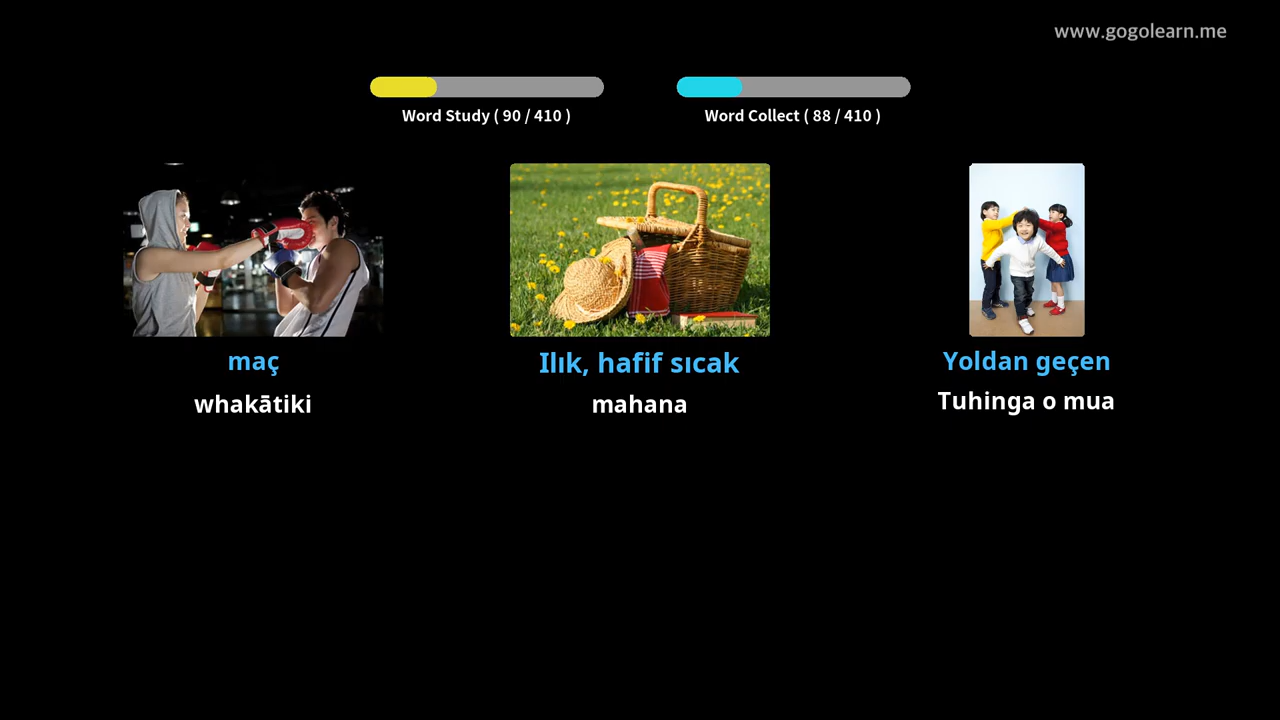 www.gogolearn.me
Word Study ( 90 / 410 )
Word Collect ( 88 / 410 )
maç
Ilık, hafif sıcak
Yoldan geçen
whakātiki
mahana
Tuhinga o mua